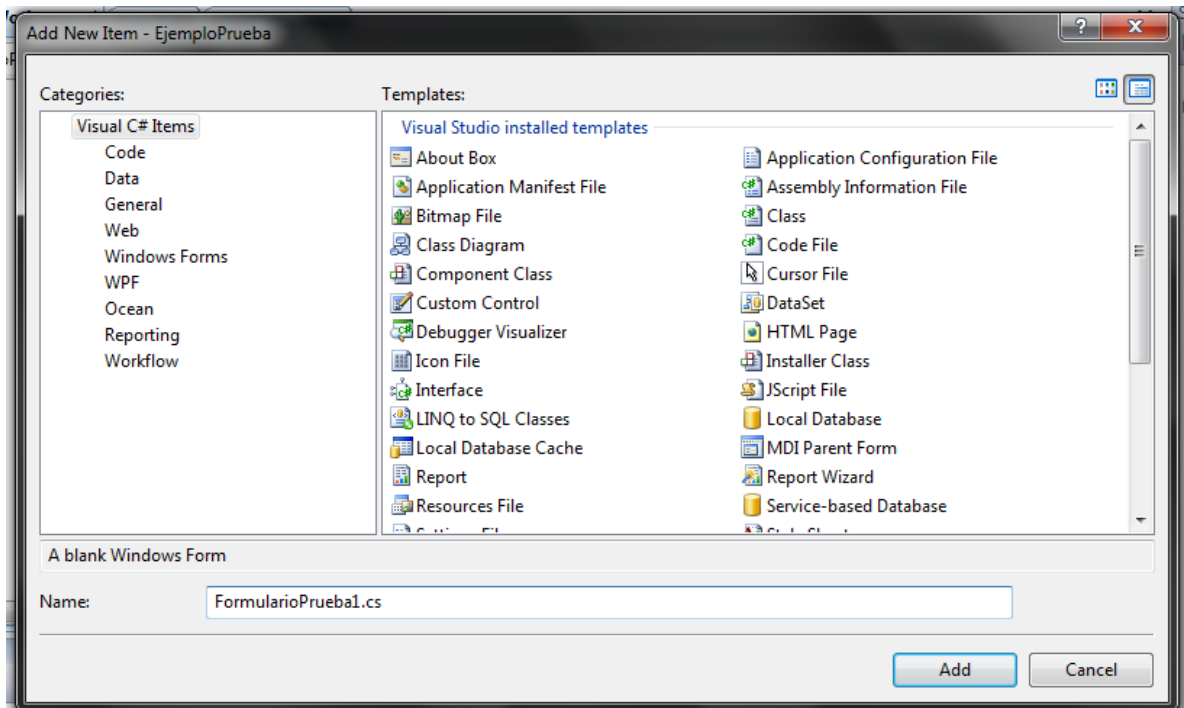 Add New Item - EjemploPrueba
Categories:
Templates:
Visual C# Items
Code
Data
General
Web
Windows Forms
WPF
Ocean
Reporting
Workflow
Visual Studio installed templates
About Box
Application Configuration File
Application Manifest File
Assembly Information File
Bitmap File
Class
Class Diagram
Code File
Component Class
Cursor File
Custom Control
DataSet
Debugger Visualizer
HTML Page
Icon File
Installer Class
Interface
JScript File
LINQ to SQL Classes
Local Database
Local Database Cache
MDI Parent Form
Report
Report Wizard
Resources File
Service-based Database
A blank Windows Form
Name:
FormularioPrueba1.cs
Add
Cancel